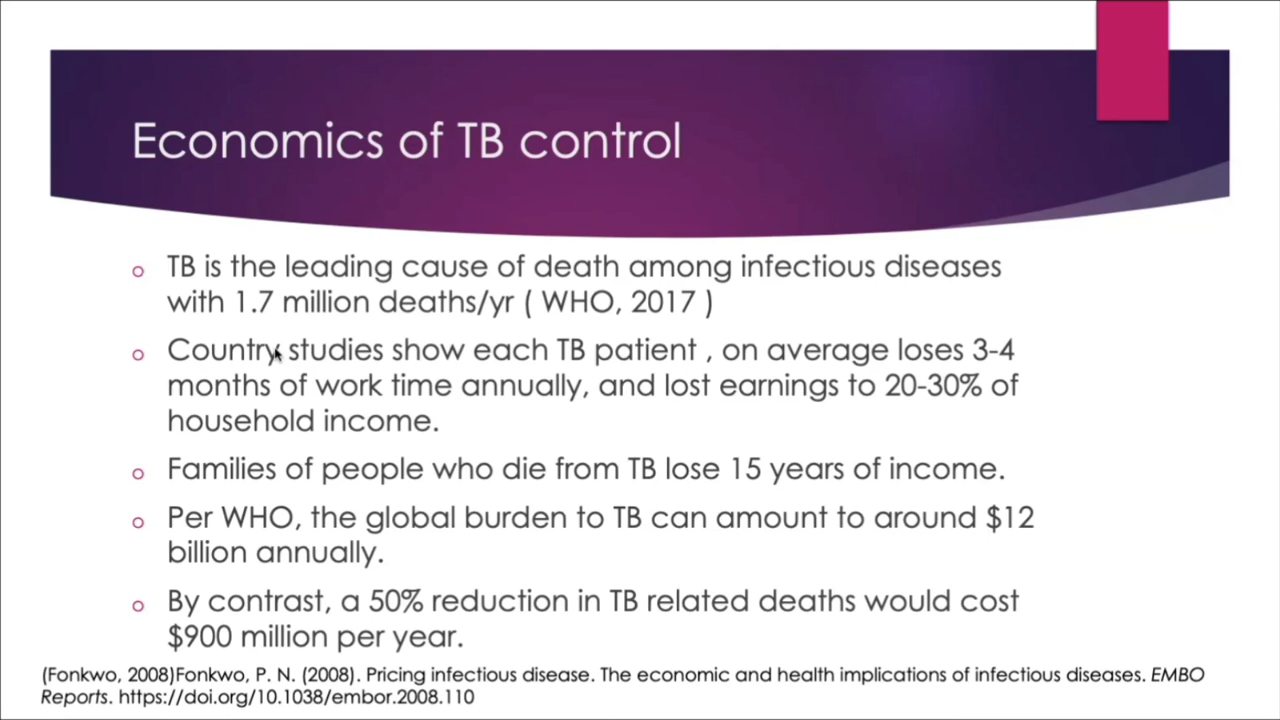 Economics of TB control
o TB is the leading cause of death among infectious diseases
with 1.7 million deaths/yr ( WHO, 2017 )
o Country studies show each TB patient , on average loses 3-4
months of work time annually, and lost earnings to 20-30% of
household income.
o Families of people who die from TB lose 15 years of income.
o Per WHO, the global burden to TB can amount to around $12
billion annually.
o By contrast, a 50% reduction in TB related deaths would cost
$900 million per year.
(Fonkwo, 2008)Fonkwo, P. N. (2008). Pricing infectious disease. The economic and health implications of infectious diseases. EMBO
Reports. https://doi.org/10.1038/embor.2008.110